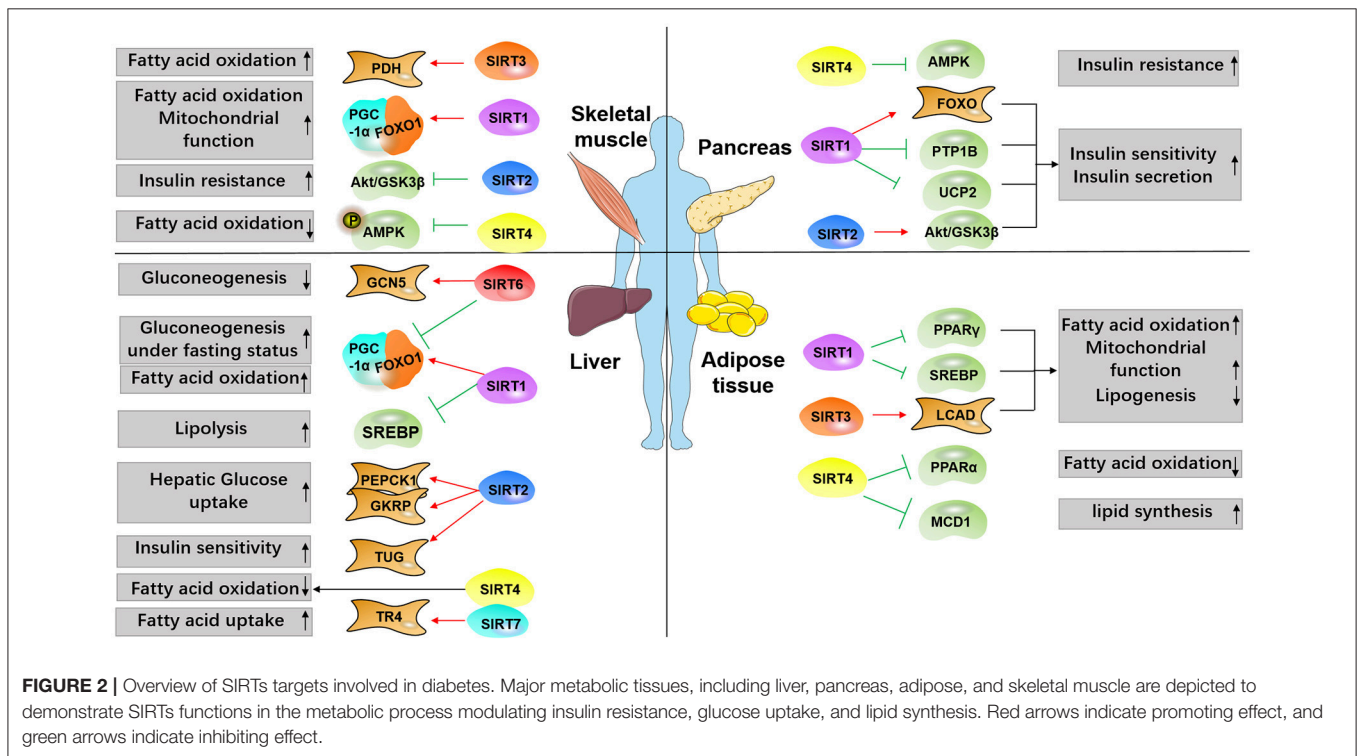 Fatty acid oxidation
Fatty acid oxidation
Mitochondrial
function
Insulin resistance
Fatty acid oxidation
PDH
SIRT3
PGC
-1α
FOXO1
SIRT1
Akt/GSK3β
SIRT2
P
AMPK
SIRT4
Skeletal
muscle
Pancreas
SIRT4
AMPK
Insulin resistance
FOXO
SIRT1
PTP1B
UCP2
Insulin sensitivity
Insulin secretion
SIRT2
Akt/GSK3β
Gluconeogenesis
Gluconeogenesis
under fasting status
Fatty acid oxidation
Lipolysis
Hepatic Glucose
uptake
Insulin sensitivity
Fatty acid oxidation
Fatty acid uptake
GCN5
SIRT6
PGC
-1α
FOXO1
SIRT1
SREBP
PEPCK1
SIRT2
GKRP
TUG
SIRT4
TR4
SIRT7
Liver
Adipose
tissue
PPARγ
SIRT1
SREBP
SIRT3
LCAD
Fatty acid oxidation
Mitochondrial
function
Lipogenesis
PPARα
SIRT4
MCD1
Fatty acid oxidation
lipid synthesis
FIGURE 2 | Overview of SIRTs targets involved in diabetes. Major metabolic tissues, including liver, pancreas, adipose, and skeletal muscle are depicted to
demonstrate SIRTs functions in the metabolic process modulating insulin resistance, glucose uptake, and lipid synthesis. Red arrows indicate promoting effect, and
green arrows indicate inhibiting effect.